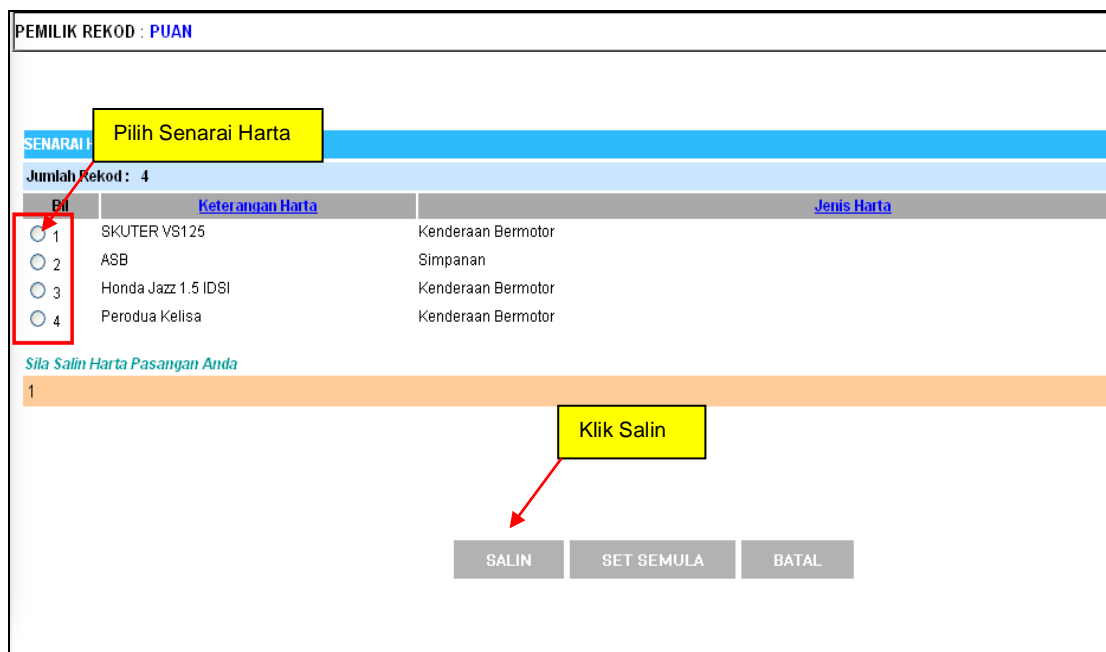 PEMILIK REKOD : PUAN
Pilih Senarai Harta
SENARAI
Jumlah Rekod : 4
Bil Keterangan Harta Jenis Harta
1 SKUTER VS125 Kenderaan Bermotor
2 ASB Simpanan
3 Honda Jazz 1.5 IDSI Kenderaan Bermotor
4 Perodua Kelisa Kenderaan Bermotor
Sila Salin Harta Pasangan Anda
1
Klik Salin
SALIN SET SEMULA BATAL